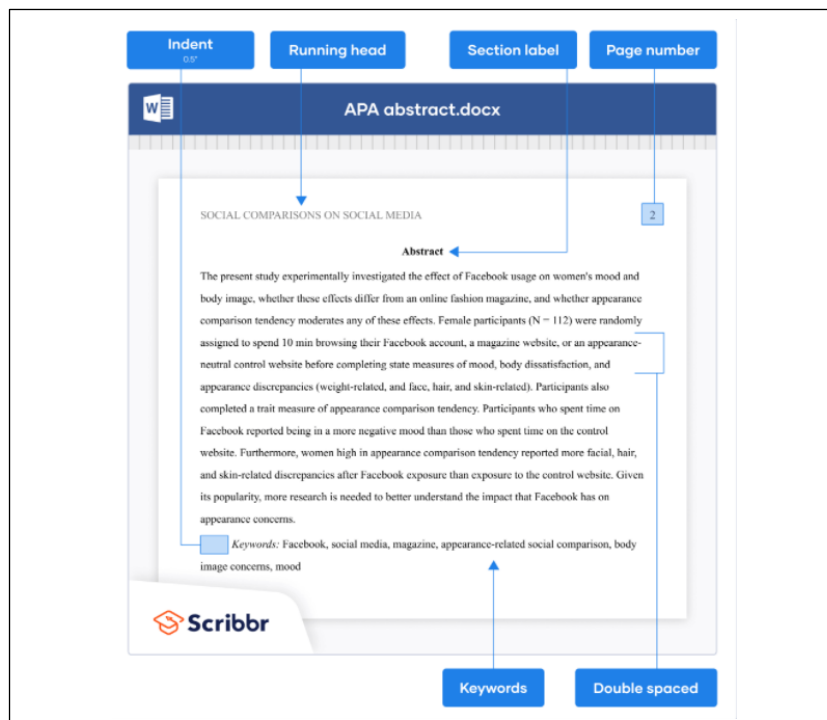 Indent
0.5"
Running head
Section label
Page number
W
APA abstract.docx
SOCIAL COMPARISONS ON SOCIAL MEDIA
2
Abstract
The present study experimentally investigated the effect of Facebook usage on women's mood and
body image, whether these effects differ from an online fashion magazine, and whether appearance
comparison tendency moderates any of these effects. Female participants (N = 112) were randomly
assigned to spend 10 min browsing their Facebook account, a magazine website, or an appearance-
neutral control website before completing state measures of mood, body dissatisfaction, and
appearance discrepancies (weight-related, and face, hair, and skin-related). Participants also
completed a trait measure of appearance comparison tendency. Participants who spent time on
Facebook reported being in a more negative mood than those who spent time on the control
website. Furthermore, women high in appearance comparison tendency reported more facial, hair,
and skin-related discrepancies after Facebook exposure than exposure to the control website. Given
its popularity, more research is needed to better understand the impact that Facebook has on
appearance concerns.
Keywords: Facebook, social media, magazine, appearance-related social comparison, body
image concerns, mood
Scribbr
Keywords
Double spaced